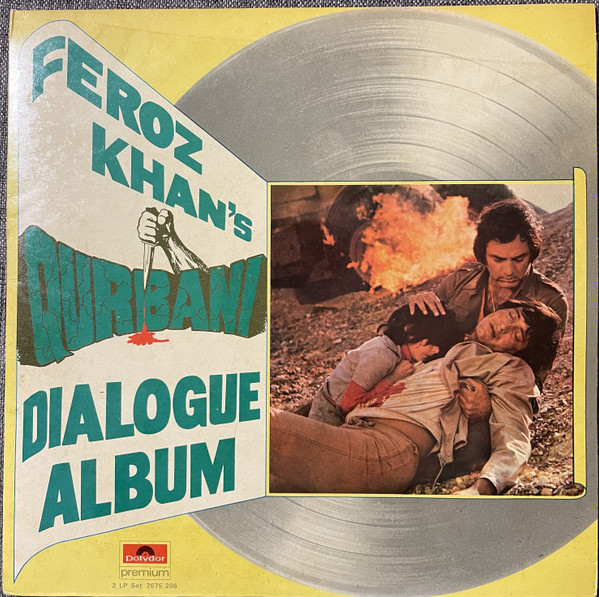 FEROZ
KHAN's
QURBANI
DIALOGUE
ALBUM
Polydor
premium
2 LP Set 2675 206